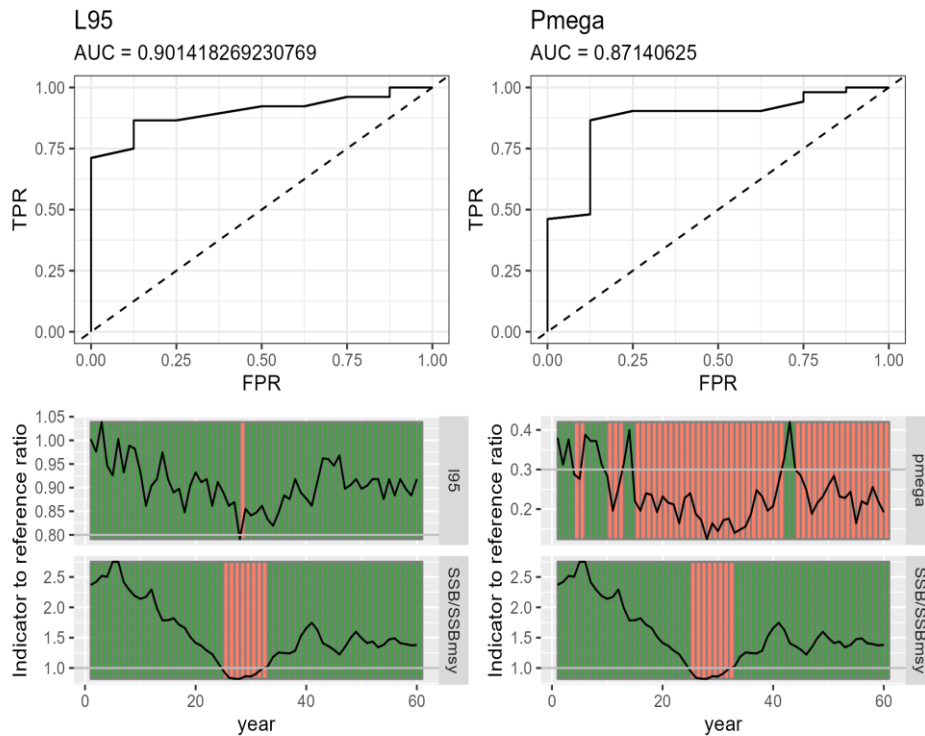 L95
AUC = 0.901418269230769
1.00
0.75
0.50
0.25
0.00
TPR
0.00 0.25 0.50 0.75 1.00
FPR
Pmega
AUC = 0.87140625
1.00
0.75
0.50
0.25
0.00
TPR
0.00 0.25 0.50 0.75 1.00
FPR
Indicator to reference ratio
1.05
1.00
0.95
0.90
0.85
0.80
l95
2.5
2.0
1.5
1.0
SSB/SSBmsy
0 20 40 60
year
Indicator to reference ratio
0.4
0.3
0.2
pmega
2.5
2.0
1.5
1.0
SSB/SSBmsy
0 20 40 60
year